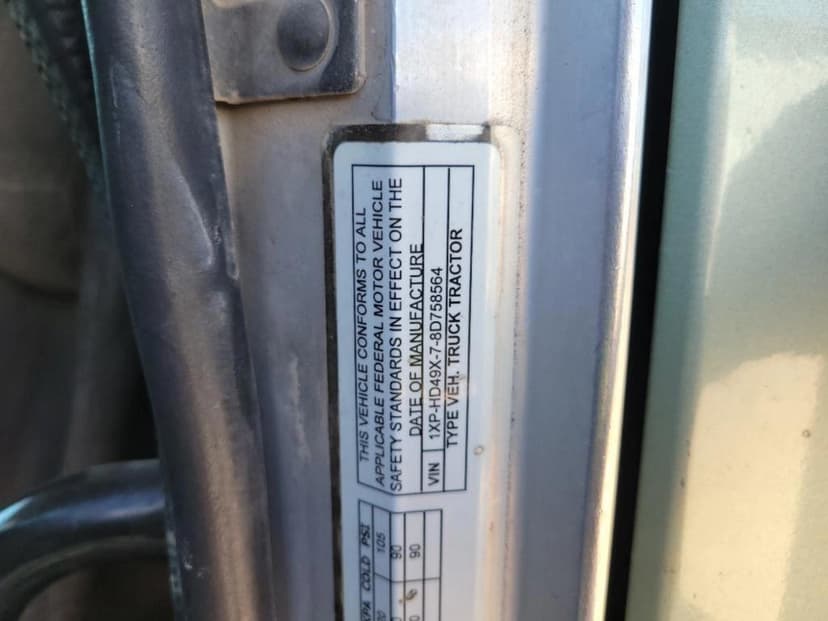 THIS VEHICLE CONFORMS TO ALL
APPLICABLE FEDERAL MOTOR VEHICLE
SAFETY STANDARDS IN EFFECT ON THE
DATE OF MANUFACTURE
VIN 1XP-HD49X-7-8D758564
TYPE VEH. TRUCK TRACTOR
COLD PSI
105
90
90